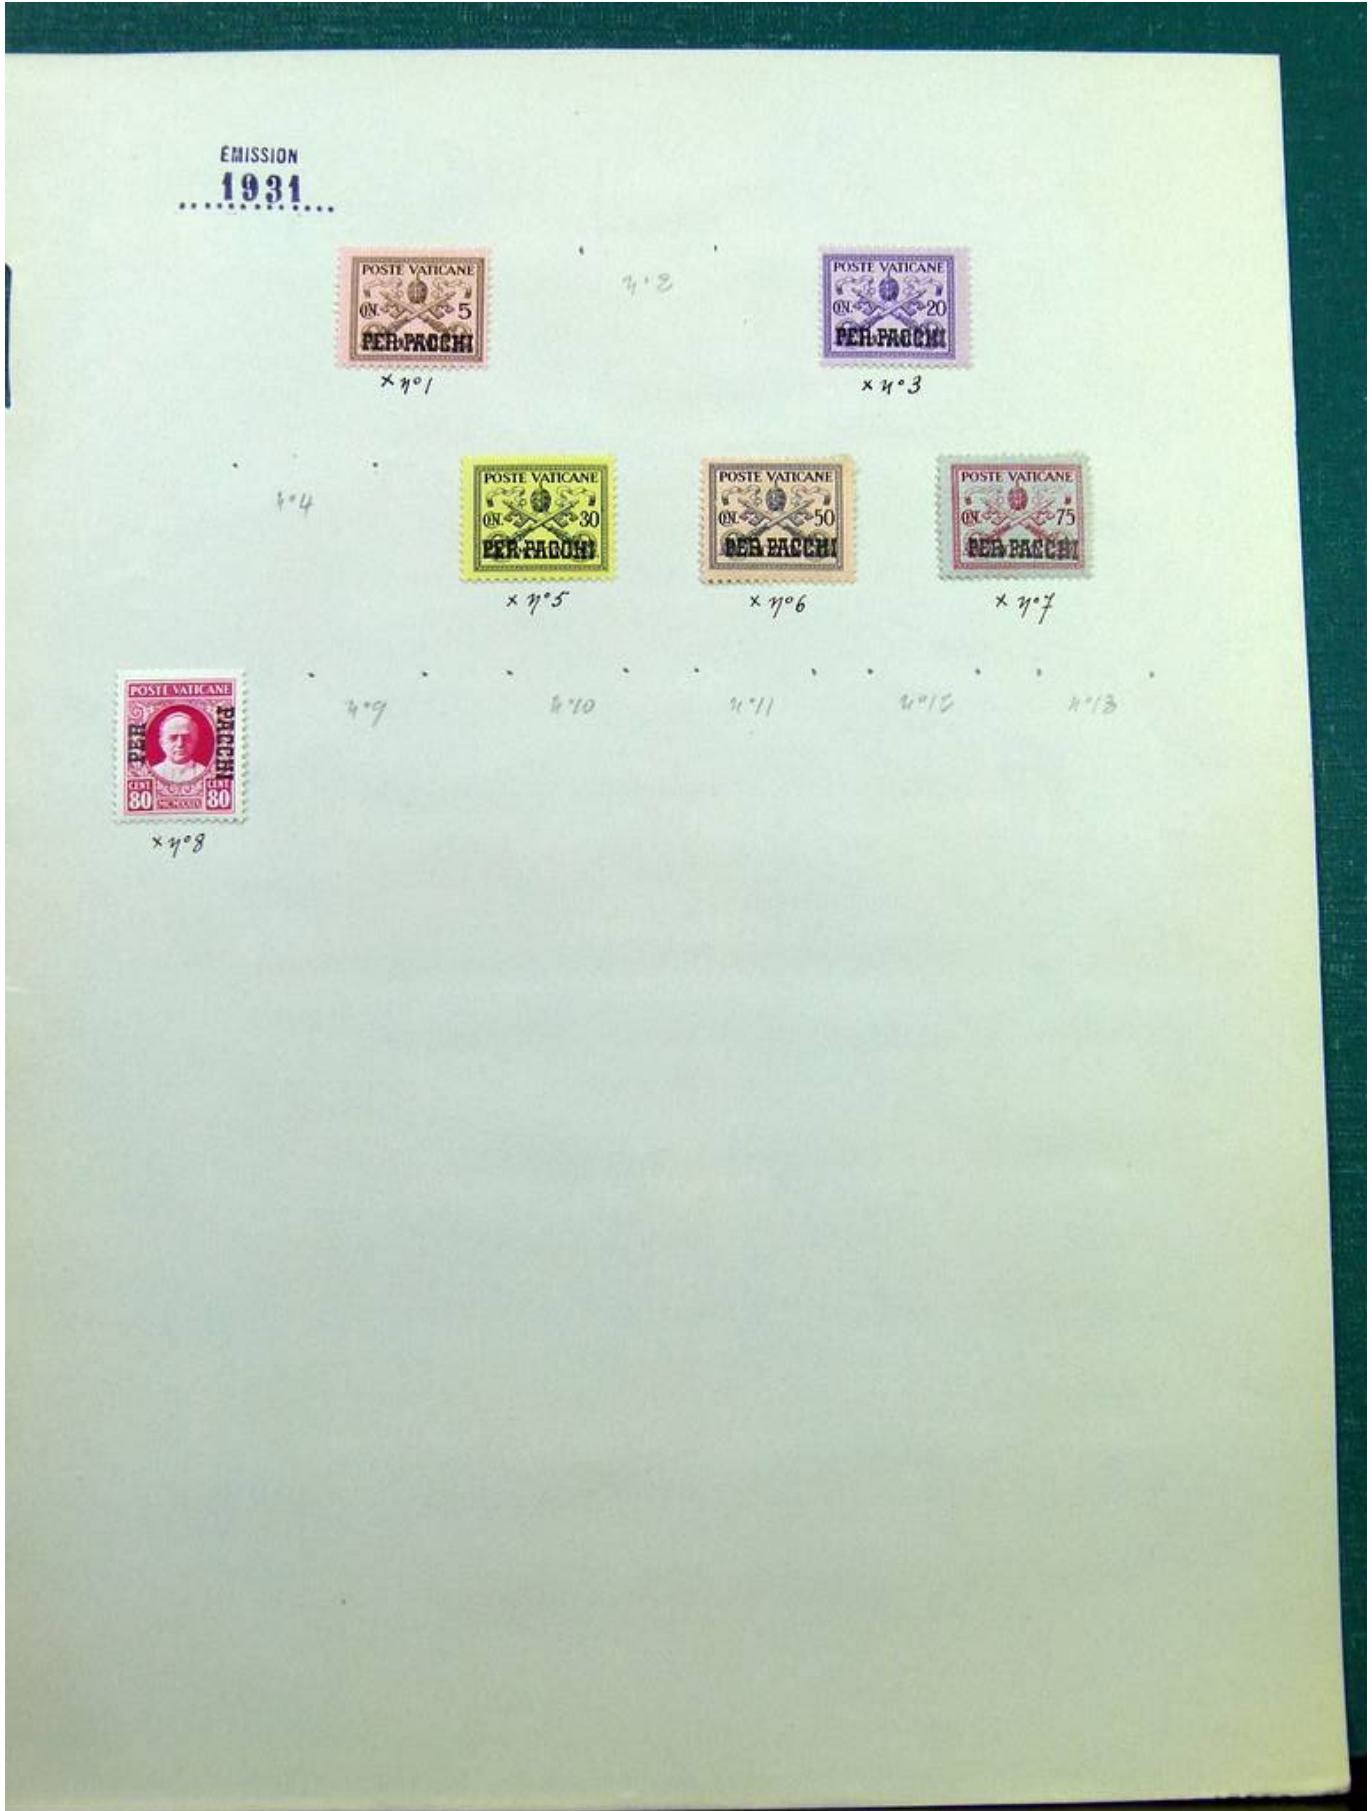 ÉMISSION
1931
POSTE VATICANE
CN. 5
PER PACCHI
x n°1
n°2
POSTE VATICANE
CN. 20
PER PACCHI
x n°3
n°4
POSTE VATICANE
CN. 30
PER PACCHI
x n°5
POSTE VATICANE
CN. 50
PER PACCHI
x n°6
POSTE VATICANE
CN. 75
PER PACCHI
x n°7
POSTE VATICANE
PER PACCHI
CENT CENT
80 MCMXXIX 80
x n°8
n°9
n°10
n°11
n°12
n°13